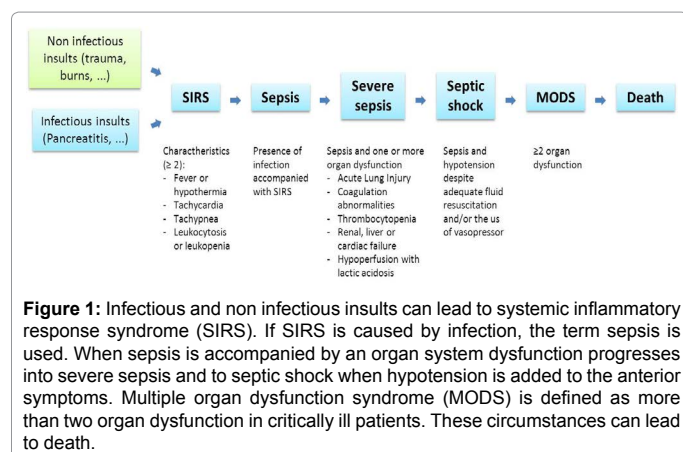 Non infectious
insults (trauma,
burns, ...)
Infectious insults
(Pancreatitis, ...)
SIRS
Sepsis
Severe
sepsis
Septic
shock
MODS
Death
Charactheristics
(≥ 2):
- Fever or
hypothermia
- Tachycardia
- Tachypnea
- Leukocytosis
or leukopenia
Presence of
infection
accompanied
with SIRS
Sepsis and one or more
organ dysfunction
- Acute Lung Injury
- Coagulation
abnormalities
- Thrombocytopenia
- Renal, liver or
cardiac failure
- Hypoperfusion with
lactic acidosis
Sepsis and
hypotension
despite
adequate fluid
resuscitation
and/or the us
of vasopressor
≥2 organ
dysfunction
Figure 1: Infectious and non infectious insults can lead to systemic inflammatory
response syndrome (SIRS). If SIRS is caused by infection, the term sepsis is
used. When sepsis is accompanied by an organ system dysfunction progresses
into severe sepsis and to septic shock when hypotension is added to the anterior
symptoms. Multiple organ dysfunction syndrome (MODS) is defined as more
than two organ dysfunction in critically ill patients. These circumstances can lead
to death.